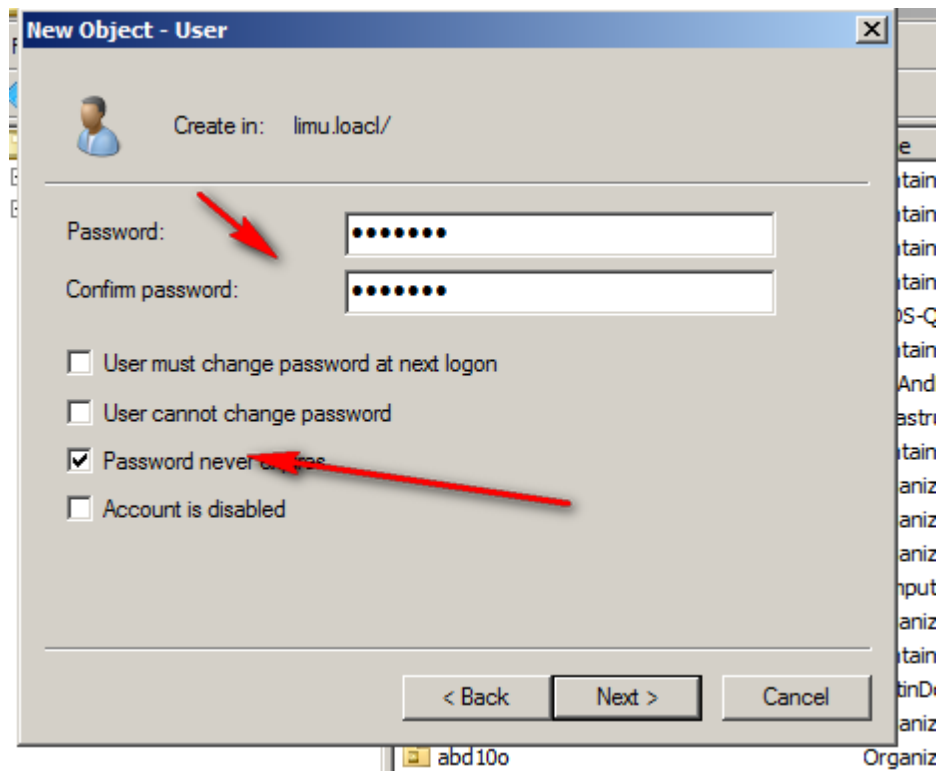 New Object - User
Create in: limu.loacl/
Password:
Confirm password:
User must change password at next logon
User cannot change password
Password never expires
Account is disabled
< Back Next > Cancel
abd10o